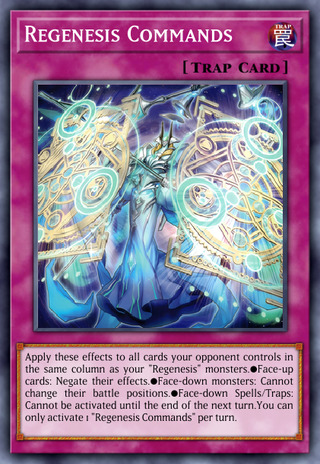 Regenesis Commands
TRAP
罠
[Trap Card]
Apply these effects to all cards your opponent controls in
the same column as your "Regenesis" monsters.●Face-up
cards: Negate their effects.●Face-down monsters: Cannot
change their battle positions.●Face-down Spells/Traps:
Cannot be activated until the end of the next turn.You can
only activate 1 "Regenesis Commands" per turn.